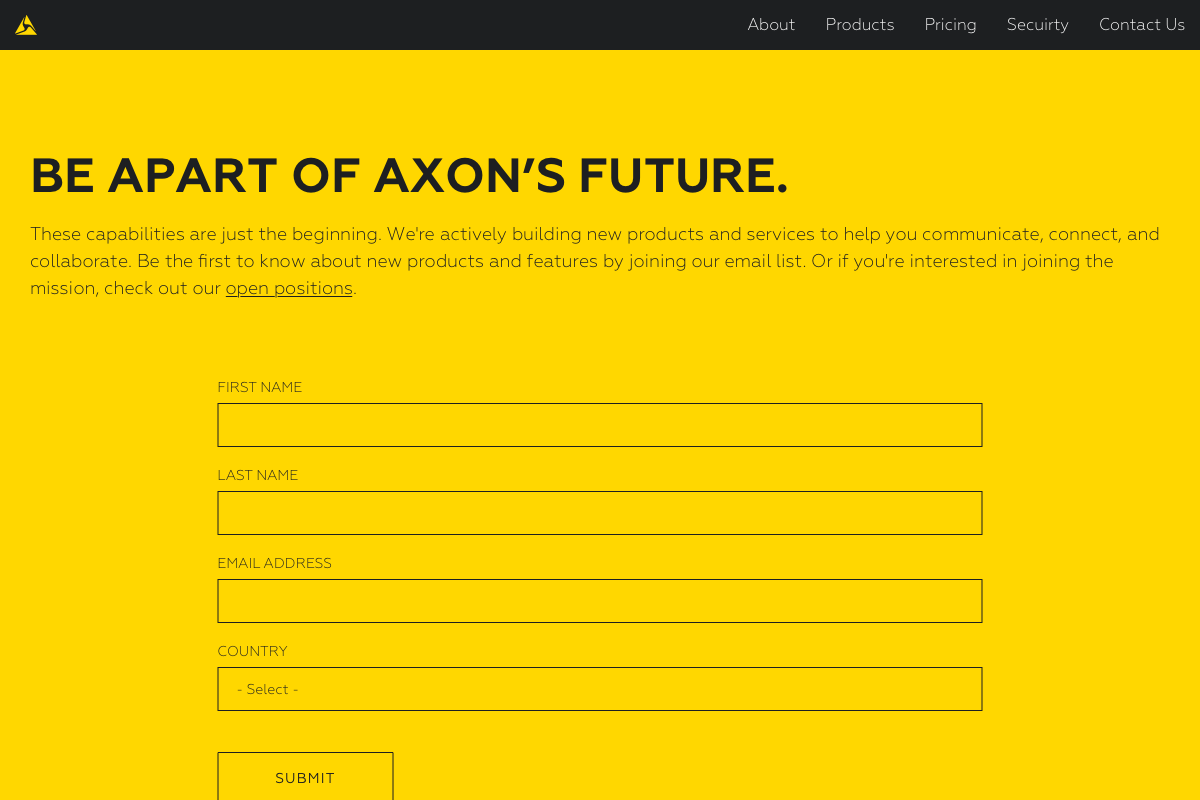 About Products Pricing Secuirty Contact Us
BE APART OF AXON'S FUTURE.
These capabilities are just the beginning. We're actively building new products and services to help you communicate, connect, and
collaborate. Be the first to know about new products and features by joining our email list. Or if you're interested in joining the
mission, check out our open positions.
FIRST NAME
LAST NAME
EMAIL ADDRESS
COUNTRY
- Select -
SUBMIT